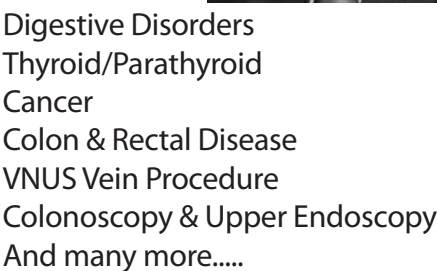 Digestive Disorders
Thyroid/Parathyroid
Cancer
Colon & Rectal Disease
VNUS Vein Procedure
Colonoscopy & Upper Endoscopy
And many more.....